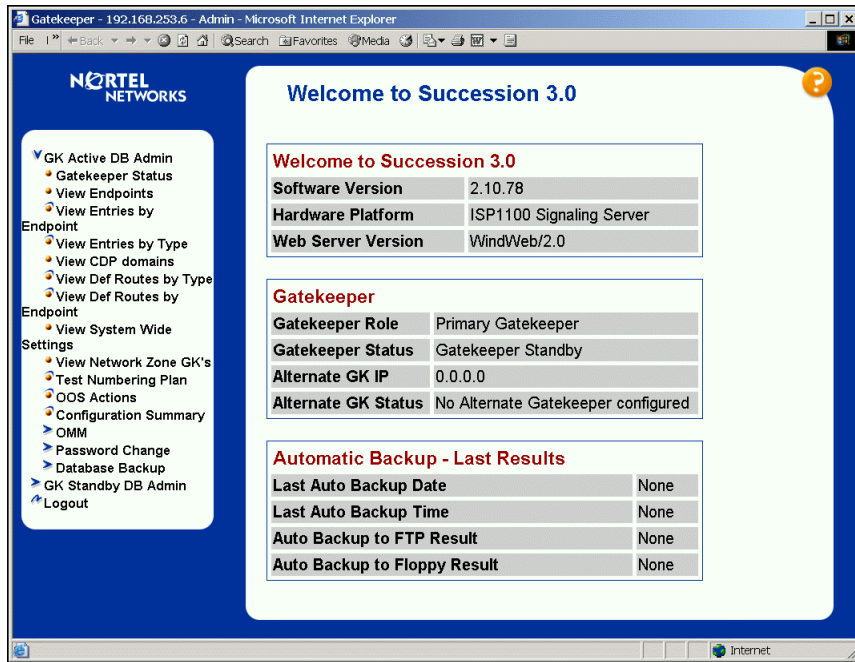 Gatekeeper - 192.168.253.6 - Admin - Microsoft Internet Explorer
File Back Search Favorites Media
NORTEL
NETWORKS
Welcome to Succession 3.0
?
GK Active DB Admin
Gatekeeper Status
View Endpoints
View Entries by
Endpoint
View Entries by Type
View CDP domains
View Def Routes by Type
View Def Routes by
Endpoint
View System Wide
Settings
View Network Zone GK's
Test Numbering Plan
OOS Actions
Configuration Summary
OMM
Password Change
Database Backup
GK Standby DB Admin
Logout
Welcome to Succession 3.0
Software Version 2.10.78
Hardware Platform ISP1100 Signaling Server
Web Server Version WindWeb/2.0
Gatekeeper
Gatekeeper Role Primary Gatekeeper
Gatekeeper Status Gatekeeper Standby
Alternate GK IP 0.0.0.0
Alternate GK Status No Alternate Gatekeeper configured
Automatic Backup - Last Results
Last Auto Backup Date None
Last Auto Backup Time None
Auto Backup to FTP Result None
Auto Backup to Floppy Result None
Internet